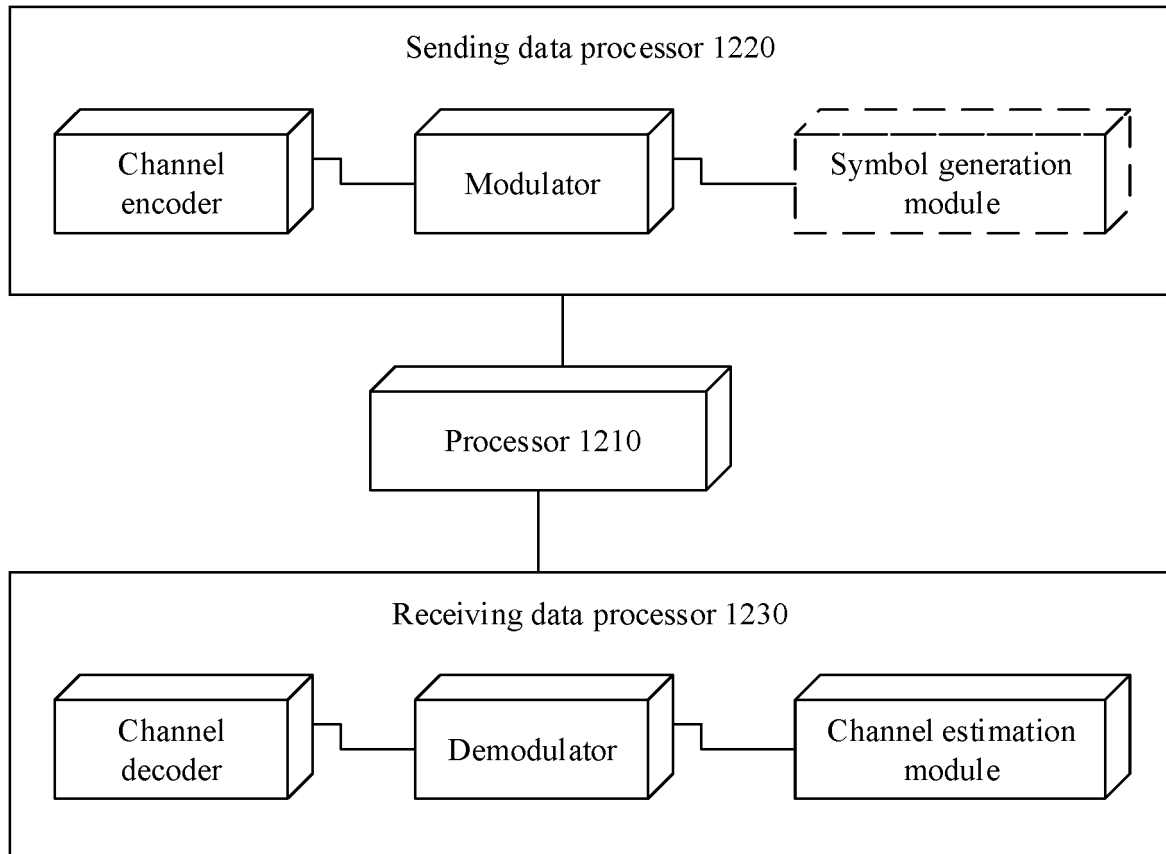 Sending data processor 1220
Channel
encoder
Modulator
Symbol generation
module
Processor 1210
Receiving data processor 1230
Channel
decoder
Demodulator
Channel estimation
module